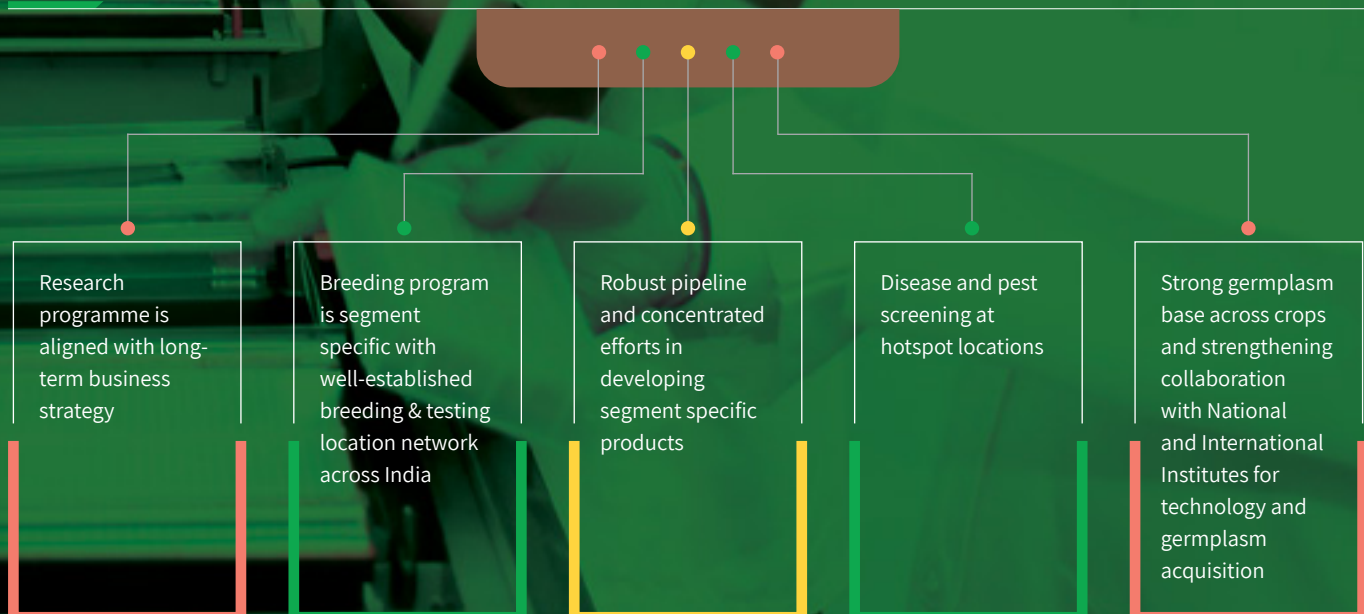 Research
programme is
aligned with long-
term business
strategy
Breeding program
is segment
specific with
well-established
breeding & testing
location network
across India
Robust pipeline
and concentrated
efforts in
developing
segment specific
products
Disease and pest
screening at
hotspot locations
Strong germplasm
base across crops
and strengthening
collaboration
with National
and International
Institutes for
technology and
germplasm
acquisition